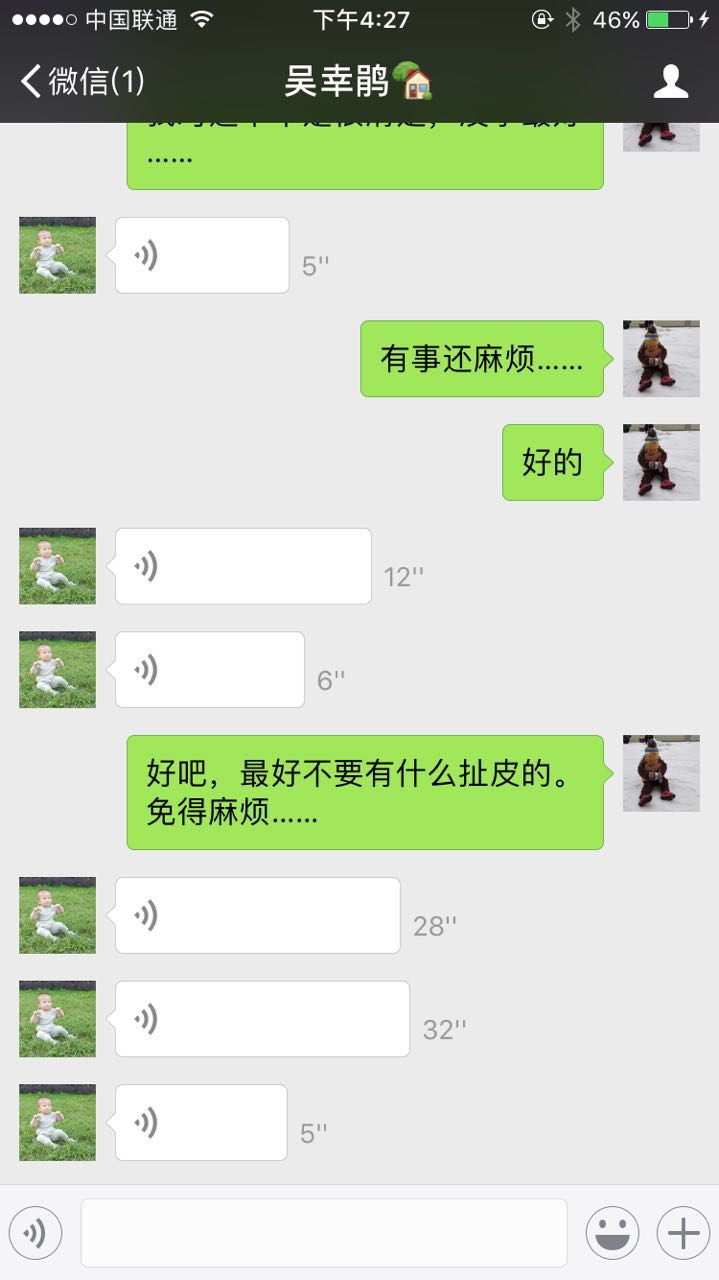 中国联通
下午4:27
46%
微信(1)
吴幸鹃
……
5''
有事还麻烦……
好的
12''
6''
好吧，最好不要有什么扯皮的。
免得麻烦……
28''
32''
5''